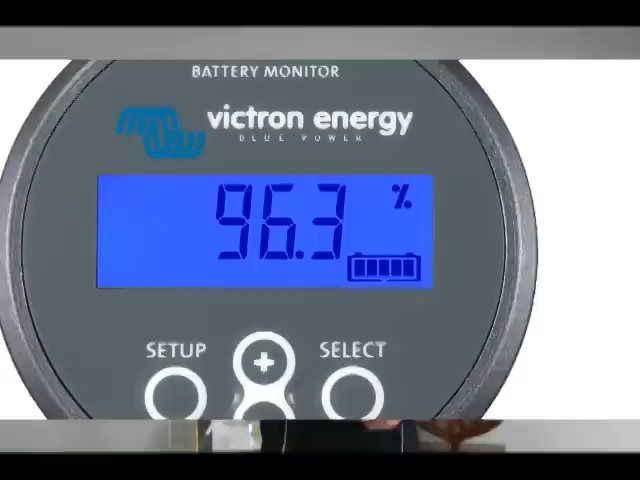 BATTERY MONITOR
victron energy
BLUE POWER
96.3 %
SETUP
+
SELECT